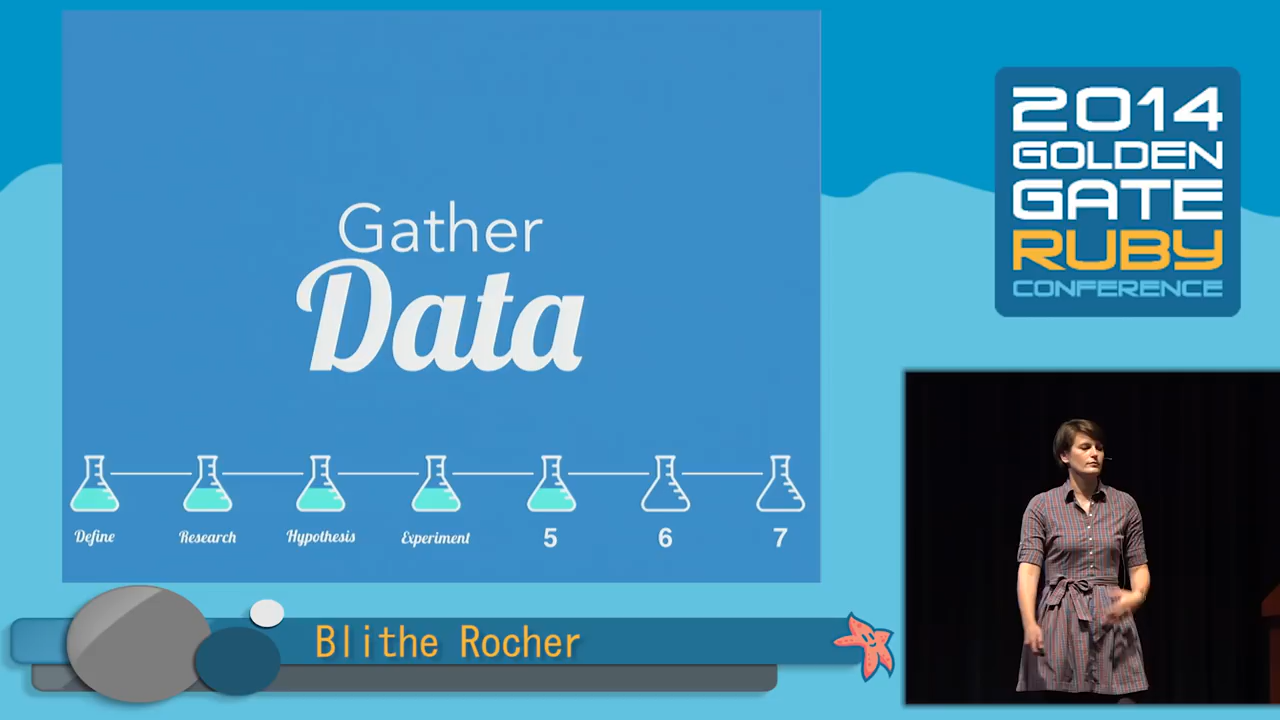 Gather
Data
Define
Research
Hypothesis
Experiment
5
6
7
2014
GOLDEN
GATE
RUBY
CONFERENCE
Blithe Rocher